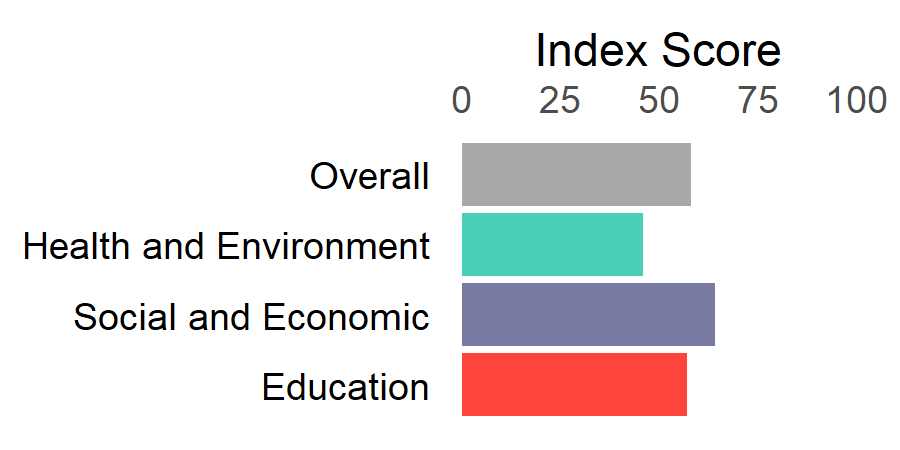 Index Score
0 25 50 75 100
Overall
Health and Environment
Social and Economic
Education